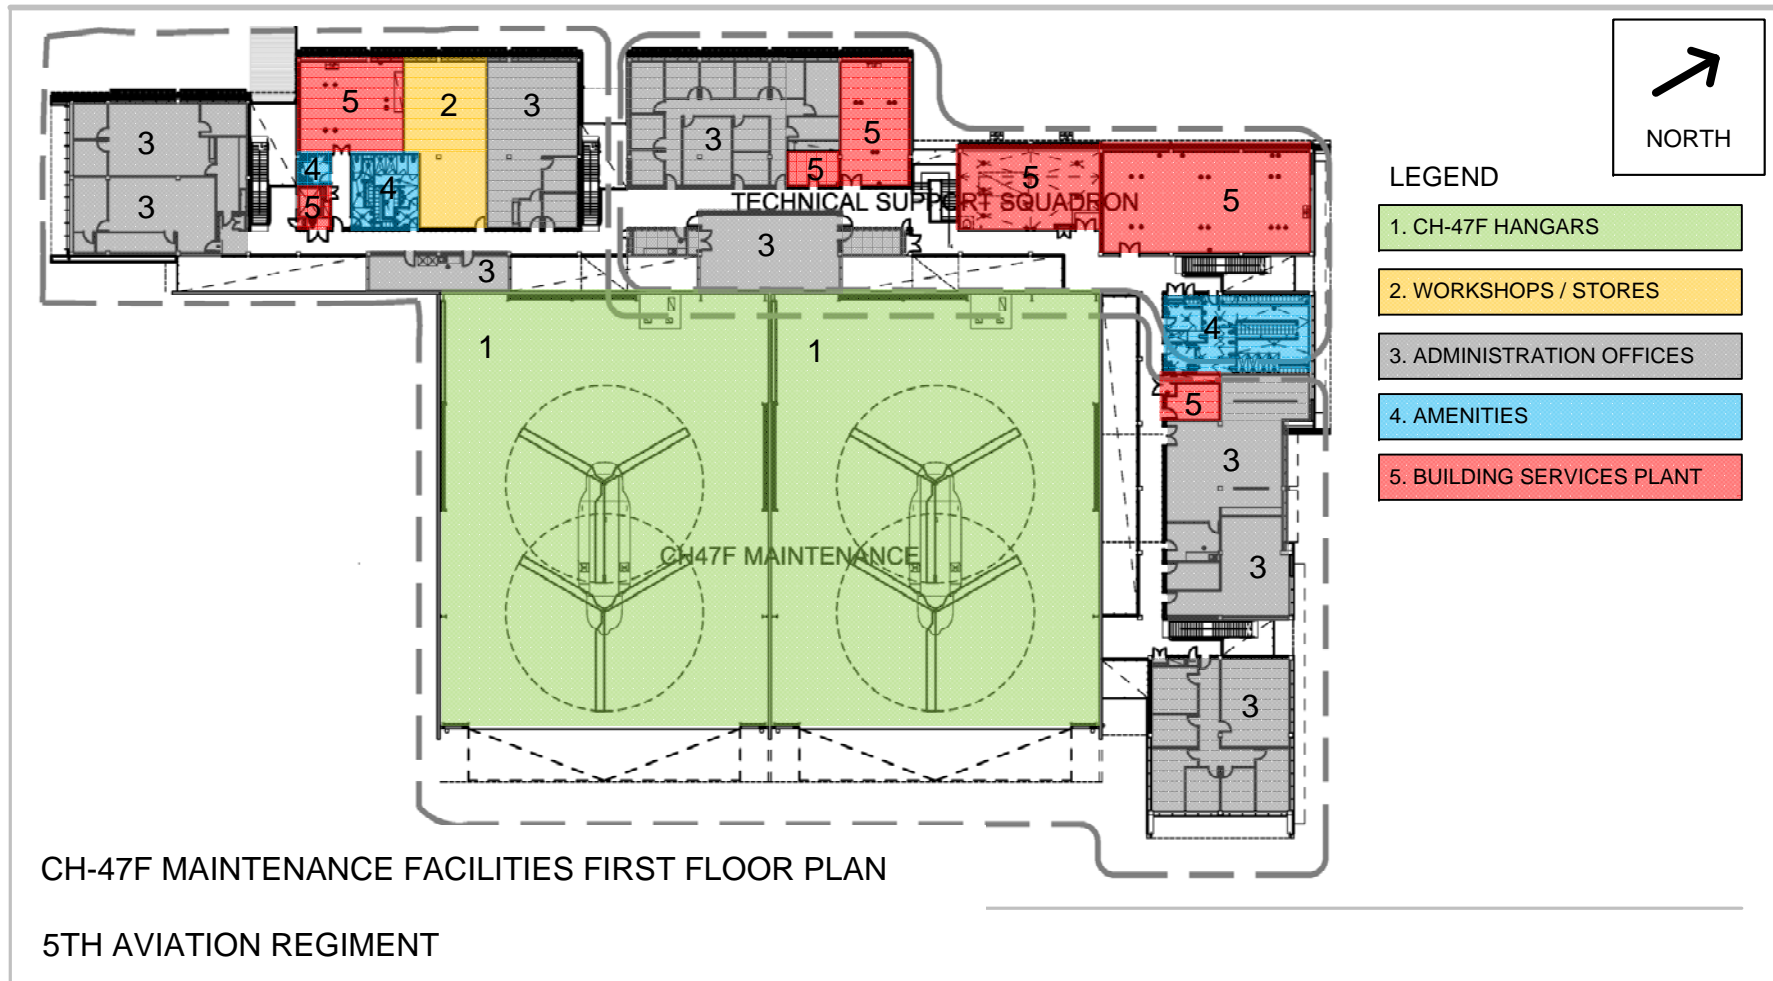 NORTH
LEGEND
1. CH-47F HANGARS
2. WORKSHOPS / STORES
3. ADMINISTRATION OFFICES
4. AMENITIES
5. BUILDING SERVICES PLANT
5 2 3
3 5
3
4 4 5
5 5
3 5
TECHNICAL SUPPORT SQUADRON
3
3
4
1 1
5
3
CH47F MAINTENANCE
3
3
CH-47F MAINTENANCE FACILITIES FIRST FLOOR PLAN
5TH AVIATION REGIMENT